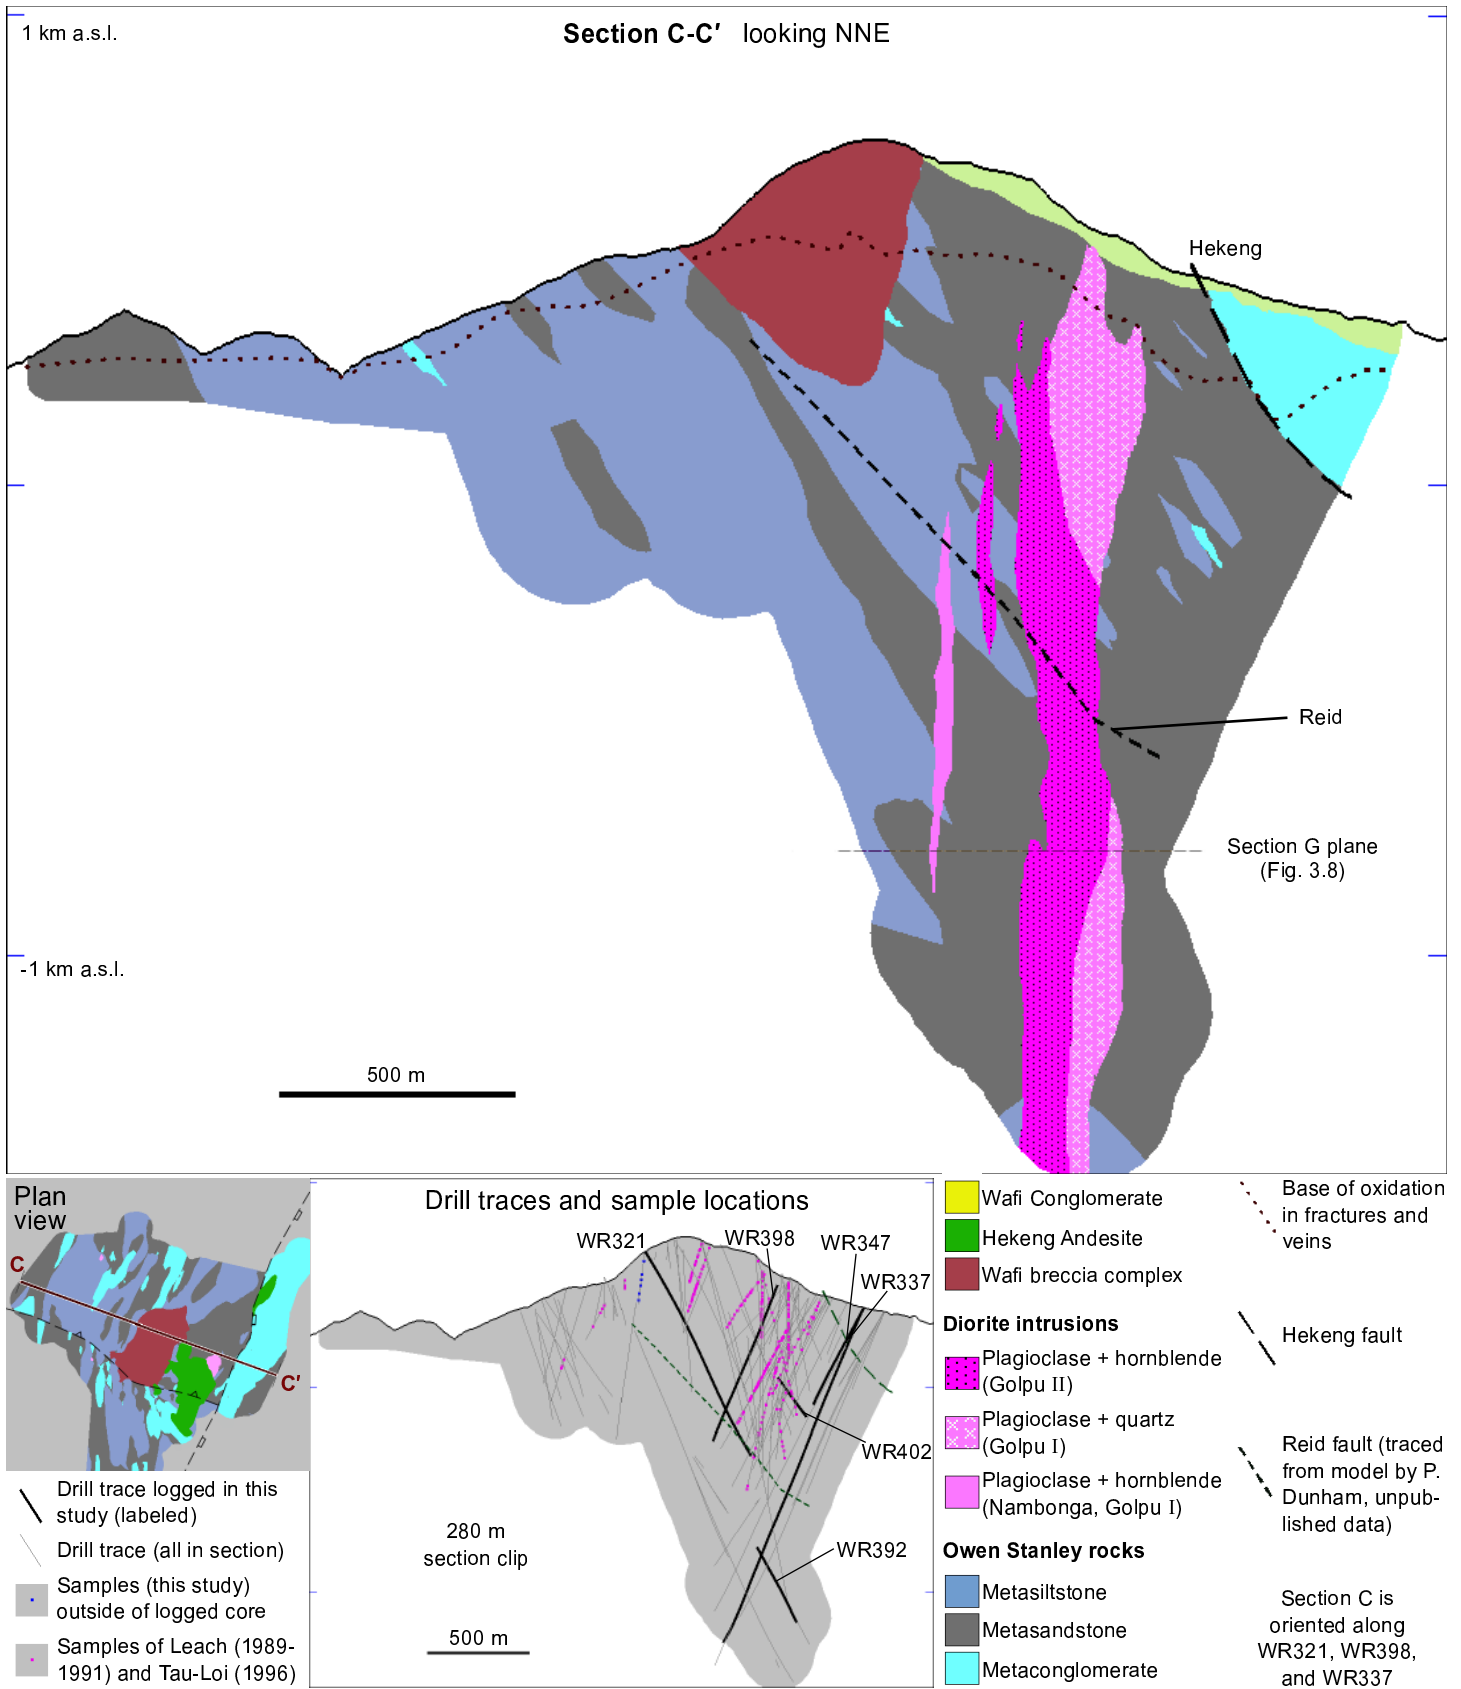 1 km a.s.l.
Section C-C′ looking NNE
Hekeng
Reid
Section G plane
(Fig. 3.8)
-1 km a.s.l.
500 m
Plan
view
C
C′
Drill trace logged in this
study (labeled)
Drill trace (all in section)
Samples (this study)
outside of logged core
Samples of Leach (1989-
1991) and Tau-Loi (1996)
Drill traces and sample locations
WR321
WR398
WR347
WR337
WR402
WR392
280 m
section clip
500 m
Wafi Conglomerate
Hekeng Andesite
Wafi breccia complex
Diorite intrusions
Plagioclase + hornblende
(Golpu II)
Plagioclase + quartz
(Golpu I)
Plagioclase + hornblende
(Nambonga, Golpu I)
Owen Stanley rocks
Metasiltstone
Metasandstone
Metaconglomerate
Base of oxidation
in fractures and
veins
Hekeng fault
Reid fault (traced
from model by P.
Dunham, unpub-
lished data)
Section C is
oriented along
WR321, WR398,
and WR337